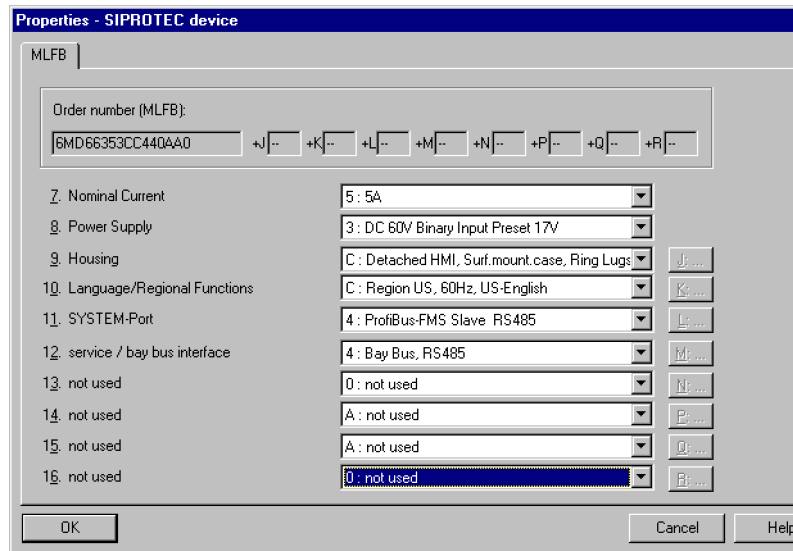 Properties - SIPROTEC device
MLFB
Order number (MLFB):
6MD66353CC440AA0 +J -- +K -- +L -- +M -- +N -- +P -- +Q -- +R --
7. Nominal Current 5 : 5A
8. Power Supply 3 : DC 60V Binary Input Preset 17V
9. Housing C : Detached HMI, Surf.mount.case, Ring Lugs J: ...
10. Language/Regional Functions C : Region US, 60Hz, US-English K: ...
11. SYSTEM-Port 4 : ProfiBus-FMS Slave RS485 L: ...
12. service / bay bus interface 4 : Bay Bus, RS485 M: ...
13. not used 0 : not used N: ...
14. not used A : not used P: ...
15. not used A : not used Q: ...
16. not used 0 : not used R: ...
OK Cancel Help